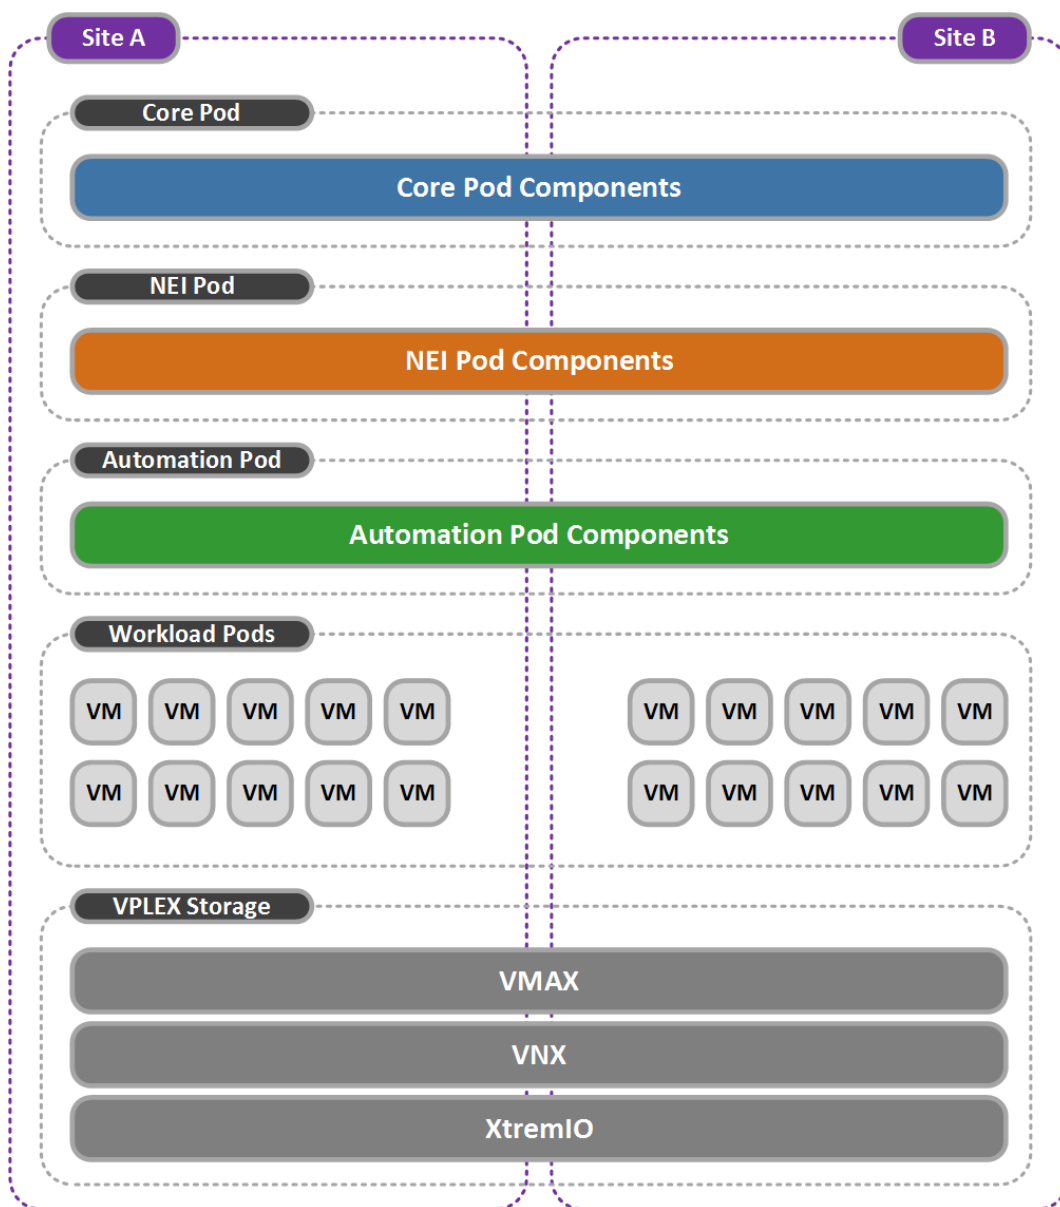 Site A
Site B
Core Pod
Core Pod Components
NEI Pod
NEI Pod Components
Automation Pod
Automation Pod Components
Workload Pods
VM VM VM VM VM VM VM VM VM VM
VM VM VM VM VM VM VM VM VM VM
VPLEX Storage
VMAX
VNX
XtremIO